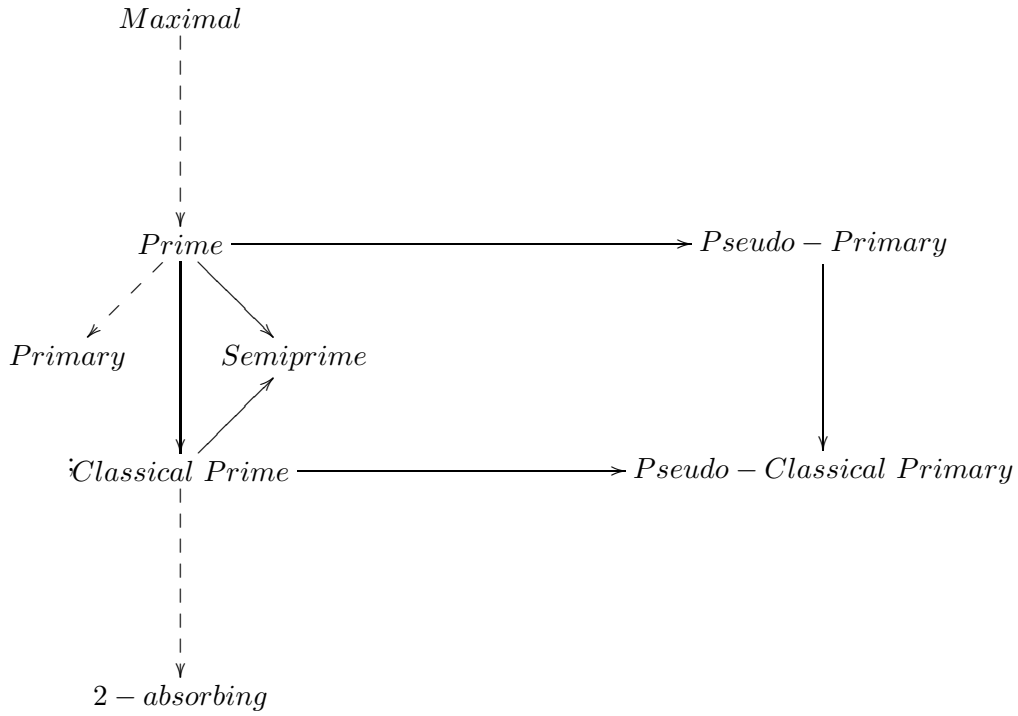 Maximal
Prime
Pseudo − Primary
Primary
Semiprime
Classical Prime
Pseudo − Classical Primary
2 − absorbing